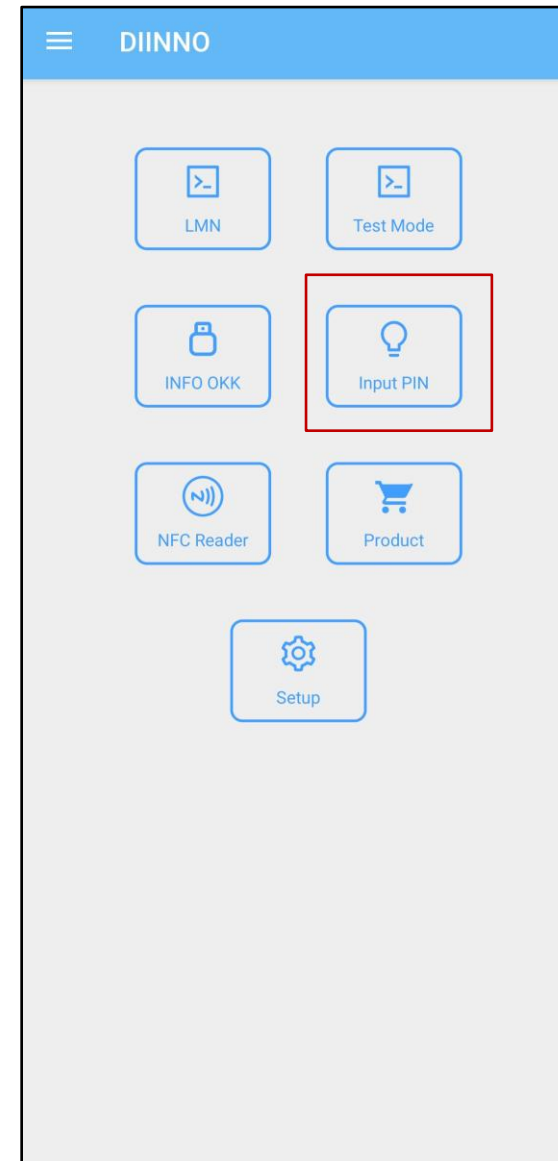 DIINNO
LMN
Test Mode
INFO OKK
Input PIN
NFC Reader
Product
Setup